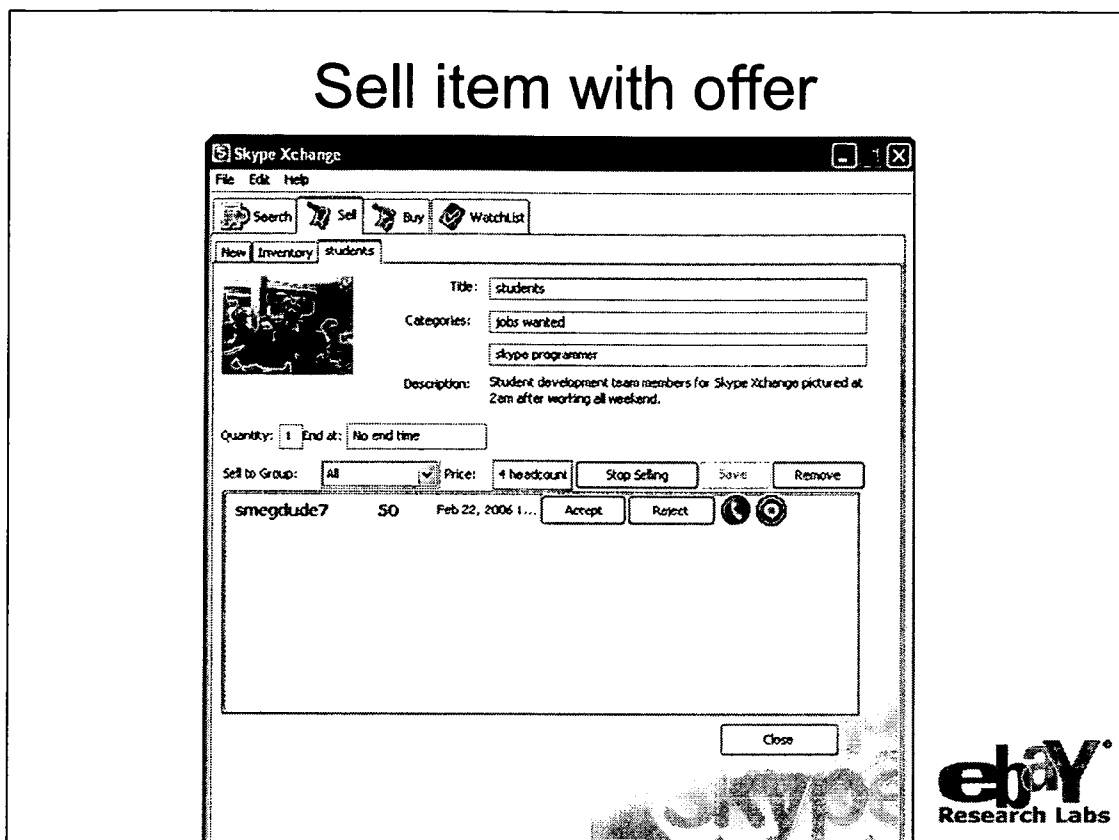 Sell item with offer
Skype Xchange
File Edit Help
Search Sell Buy WatchList
New Inventory students
Title: students
Categories: jobs wanted
skype programmer
Description: Student development team members for Skype Xchange pictured at
2am after working all weekend.
Quantity: 1 End at: No end time
Sell to Group: All Price: 4 headcount Stop Selling Save Remove
smegdude7 50 Feb 22, 2006 1... Accept Reject
Close
skype
ebaY
Research Labs